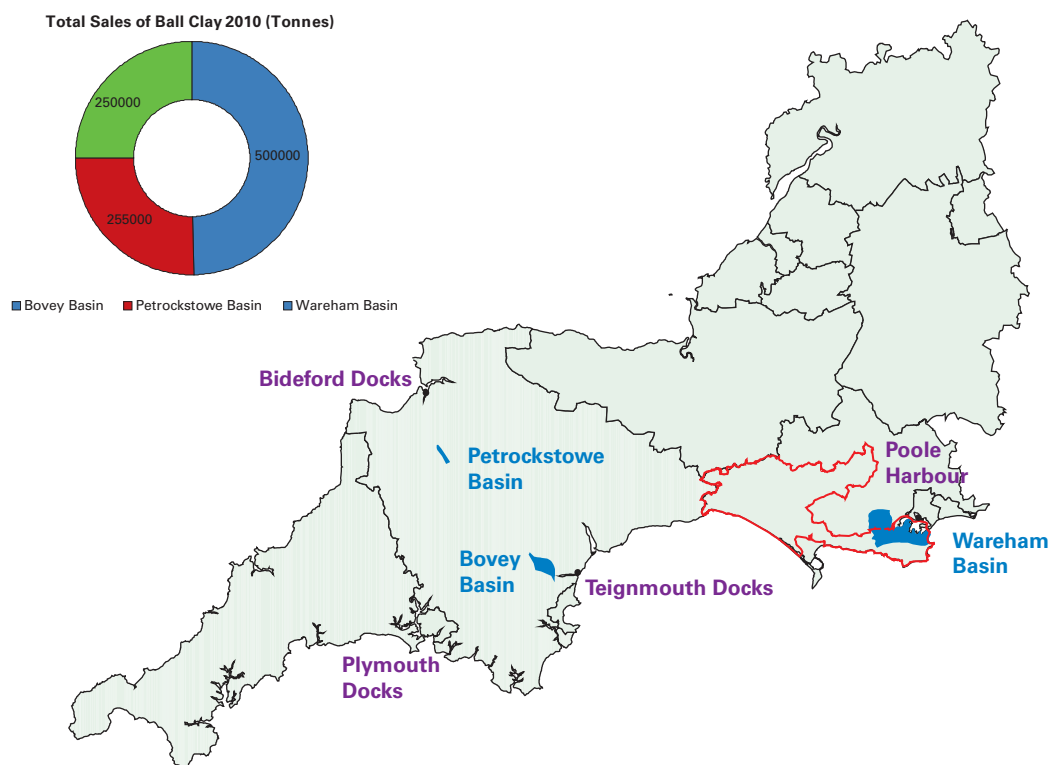 Total Sales of Ball Clay 2010 (Tonnes)
250000
500000
255000
Bovey Basin
Petrockstowe Basin
Wareham Basin
Bideford Docks
Petrockstowe
Basin
Poole
Harbour
Wareham
Basin
Bovey
Basin
Teignmouth Docks
Plymouth
Docks